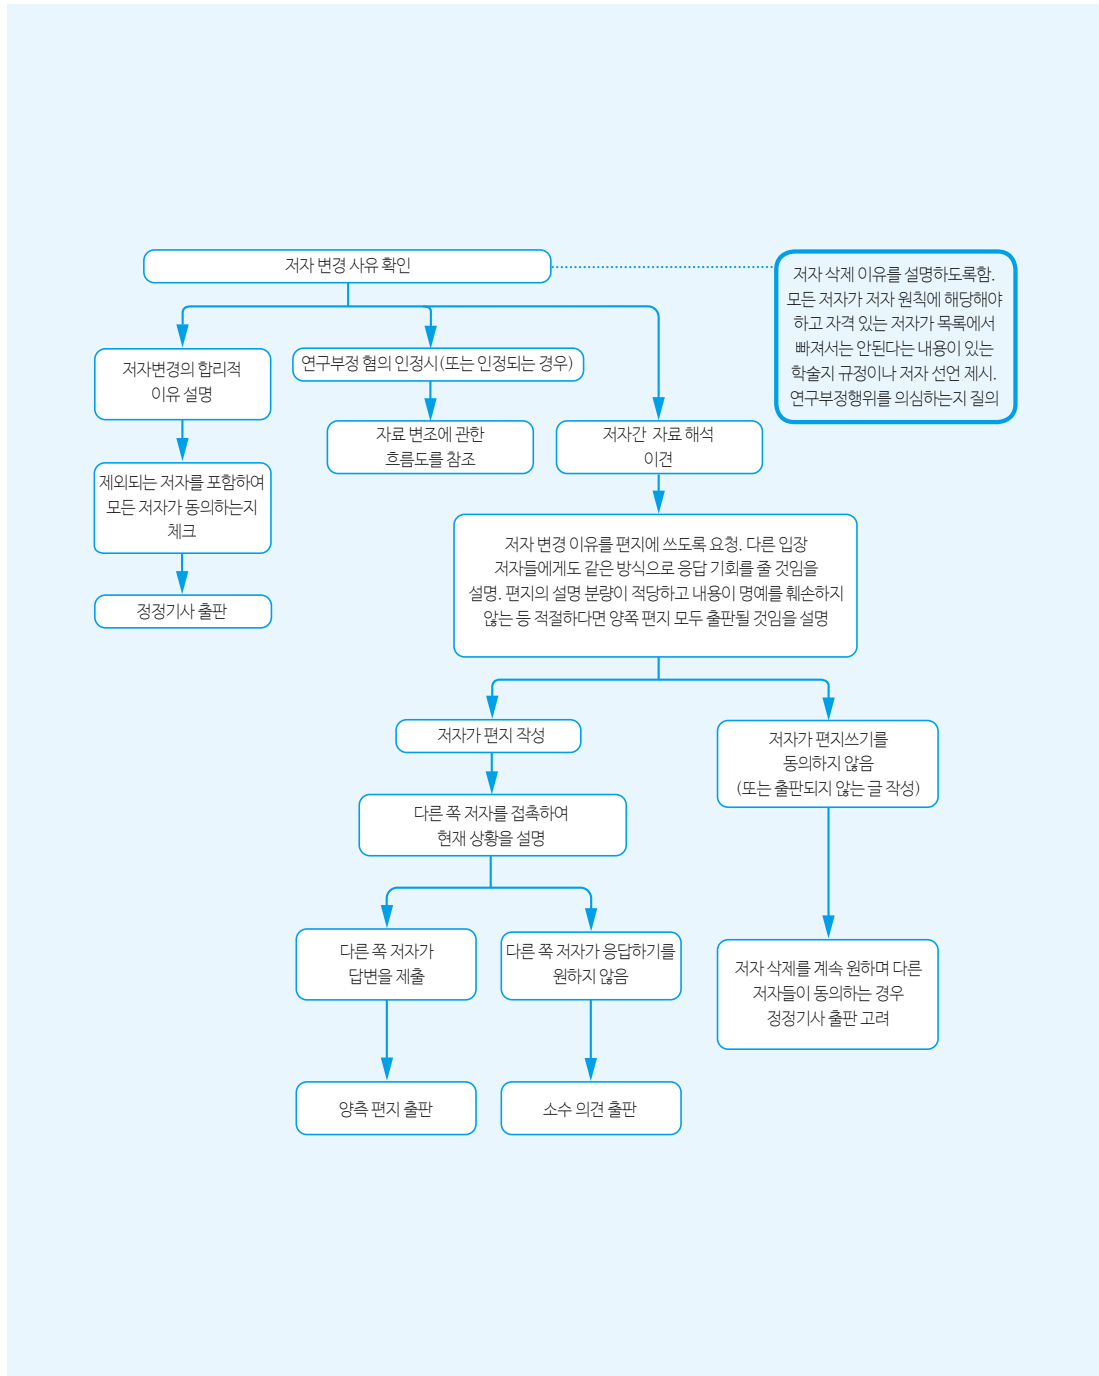 저자 변경 사유 확인
저자 삭제 이유를 설명하도록함.
모든 저자가 저자 원칙에 해당해야
하고 자격 있는 저자가 목록에서
빠져서는 안된다는 내용이 있는
학술지 규정이나 저자 선언 제시.
연구부정행위를 의심하는지 질의
저자변경의 합리적
이유 설명
연구부정 혐의 인정시(또는 인정되는 경우)
자료 변조에 관한
흐름도를 참조
저자간 자료 해석
이견
제외되는 저자를 포함하여
모든 저자가 동의하는지
체크
정정기사 출판
저자 변경 이유를 편지에 쓰도록 요청. 다른 입장
저자들에게도 같은 방식으로 응답 기회를 줄 것임을
설명. 편지의 설명 분량이 적당하고 내용이 명예를 훼손하지
않는 등 적절하다면 양쪽 편지 모두 출판될 것임을 설명
저자가 편지 작성
저자가 편지쓰기를
동의하지 않음
(또는 출판되지 않는 글 작성)
다른 쪽 저자를 접촉하여
현재 상황을 설명
다른 쪽 저자가
답변을 제출
다른 쪽 저자가 응답하기를
원하지 않음
저자 삭제를 계속 원하며 다른
저자들이 동의하는 경우
정정기사 출판 고려
양측 편지 출판
소수 의견 출판